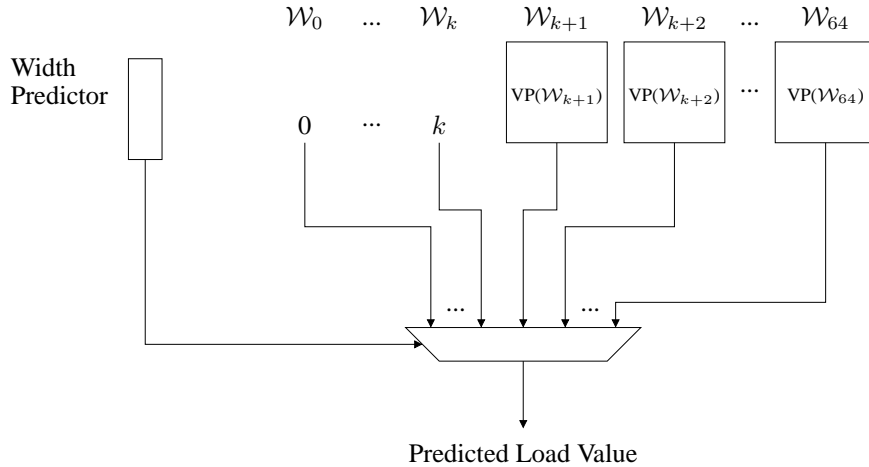 𝒲₀ ... 𝒲ₖ 𝒲ₖ₊₁ 𝒲ₖ₊₂ ... 𝒲₆₄
Width
Predictor
VP(𝒲ₖ₊₁) VP(𝒲ₖ₊₂) ... VP(𝒲₆₄)
0 ... k
... ...
Predicted Load Value